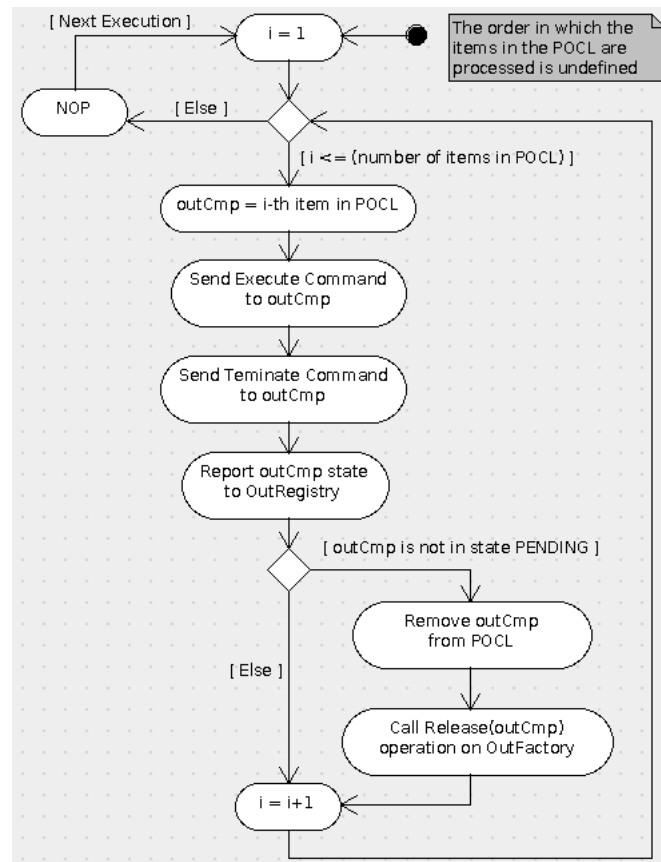 [ Next Execution ]
i = 1
The order in which the
items in the POCL are
processed is undefined
NOP
[ Else ]
[ i <= (number of items in POCL) ]
outCmp = i-th item in POCL
Send Execute Command
to outCmp
Send Teminate Command
to outCmp
Report outCmp state
to OutRegistry
[ outCmp is not in state PENDING ]
Remove outCmp
from POCL
[ Else ]
Call Release(outCmp)
operation on OutFactory
i = i+1